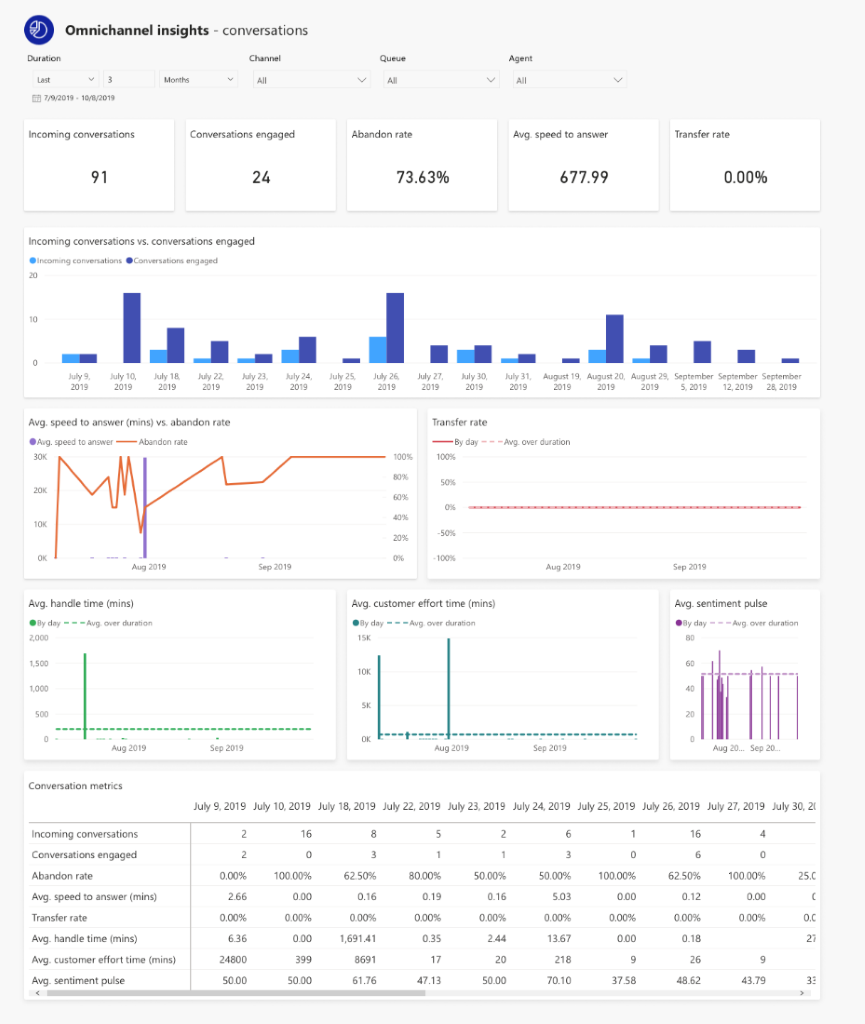 Omnichannel insights - conversations
Duration Channel Queue Agent
Last 3 Months All All All
7/9/2019 - 10/8/2019
Incoming conversations Conversations engaged Abandon rate Avg. speed to answer Transfer rate
91 24 73.63% 677.99 0.00%
Incoming conversations vs. conversations engaged
Incoming conversations Conversations engaged
20
10
0
July 9, 2019 July 10, 2019 July 18, 2019 July 22, 2019 July 23, 2019 July 24, 2019 July 25, 2019 July 26, 2019 July 27, 2019 July 30, 2019 July 31, 2019 August 19, 2019 August 20, 2019 August 29, 2019 September 5, 2019 September 12, 2019 September 28, 2019
Avg. speed to answer (mins) vs. abandon rate
Avg. speed to answer Abandon rate
30K 100%
80%
20K 60%
10K 40%
20%
0K 0%
Aug 2019 Sep 2019
Transfer rate
By day Avg. over duration
100%
50%
0%
-50%
-100%
Aug 2019 Sep 2019
Avg. handle time (mins)
By day Avg. over duration
2,000
1,500
1,000
500
0
Aug 2019 Sep 2019
Avg. customer effort time (mins)
By day Avg. over duration
15K
10K
5K
0K
Aug 2019 Sep 2019
Avg. sentiment pulse
By day Avg. over duration
80
60
40
20
0
Aug 20... Sep 20...
Conversation metrics
July 9, 2019 July 10, 2019 July 18, 2019 July 22, 2019 July 23, 2019 July 24, 2019 July 25, 2019 July 26, 2019 July 27, 2019 July 30, 20
Incoming conversations 2 16 8 5 2 6 1 16 4
Conversations engaged 2 0 3 1 1 3 0 6 0
Abandon rate 0.00% 100.00% 62.50% 80.00% 50.00% 50.00% 100.00% 62.50% 100.00% 25.0
Avg. speed to answer (mins) 2.66 0.00 0.16 0.19 0.16 5.03 0.00 0.12 0.00
Transfer rate 0.00% 0.00% 0.00% 0.00% 0.00% 0.00% 0.00% 0.00% 0.00% 0.0
Avg. handle time (mins) 6.36 0.00 1,691.41 0.35 2.44 13.67 0.00 0.18
Avg. customer effort time (mins) 24800 399 8691 17 20 218 9 26 9
Avg. sentiment pulse 50.00 50.00 61.76 47.13 50.00 70.10 37.58 48.62 43.79